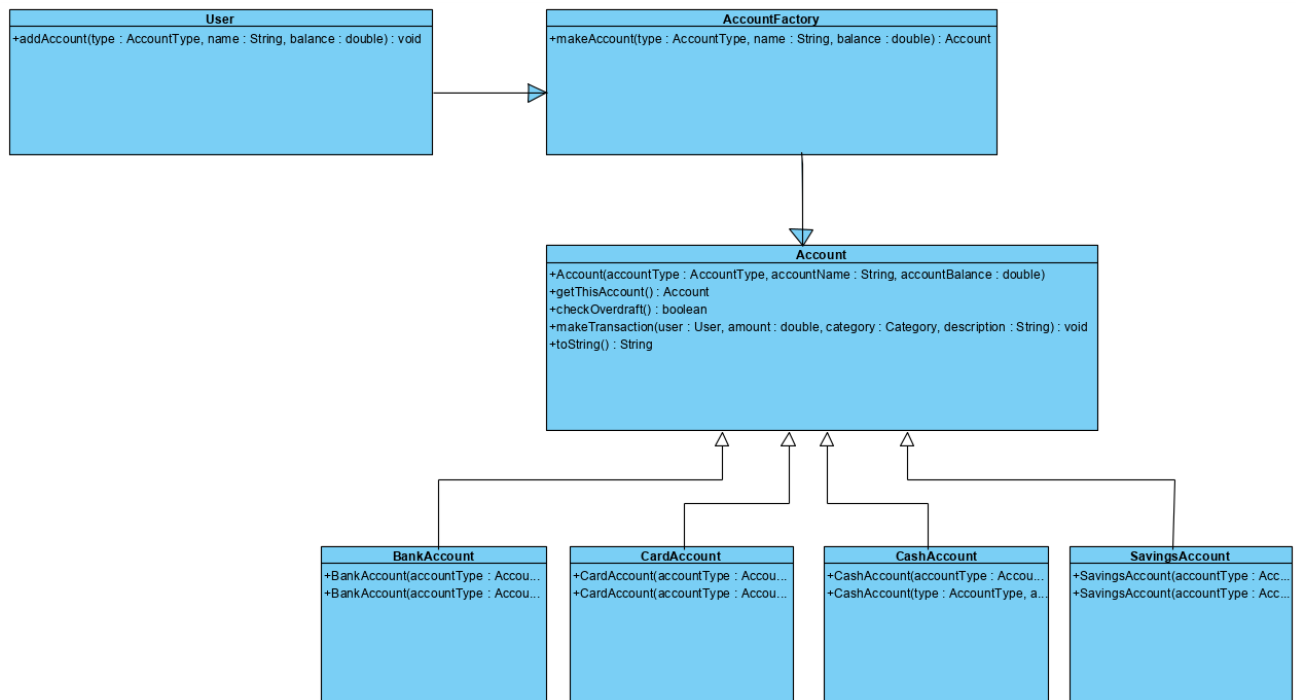 User
+addAccount(type : AccountType, name : String, balance : double) : void
AccountFactory
+makeAccount(type : AccountType, name : String, balance : double) : Account
Account
+Account(accountType : AccountType, accountName : String, accountBalance : double)
+getThisAccount() : Account
+checkOverdraft() : boolean
+makeTransaction(user : User, amount : double, category : Category, description : String) : void
+toString() : String
BankAccount
+BankAccount(accountType : Accou...
+BankAccount(accountType : Accou...
CardAccount
+CardAccount(accountType : Accou...
+CardAccount(accountType : Accou...
CashAccount
+CashAccount(accountType : Accou...
+CashAccount(type : AccountType, a...
SavingsAccount
+SavingsAccount(accountType : Acc...
+SavingsAccount(accountType : Acc...